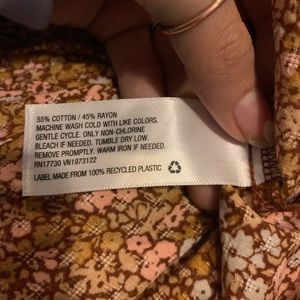 55% COTTON / 45% RAYON
MACHINE WASH COLD WITH LIKE COLORS.
GENTLE CYCLE. ONLY NON-CHLORINE
BLEACH IF NEEDED. TUMBLE DRY LOW.
REMOVE PROMPTLY. WARM IRON IF NEEDED.
RN17730 VN1973122
LABEL MADE FROM 100% RECYCLED PLASTIC